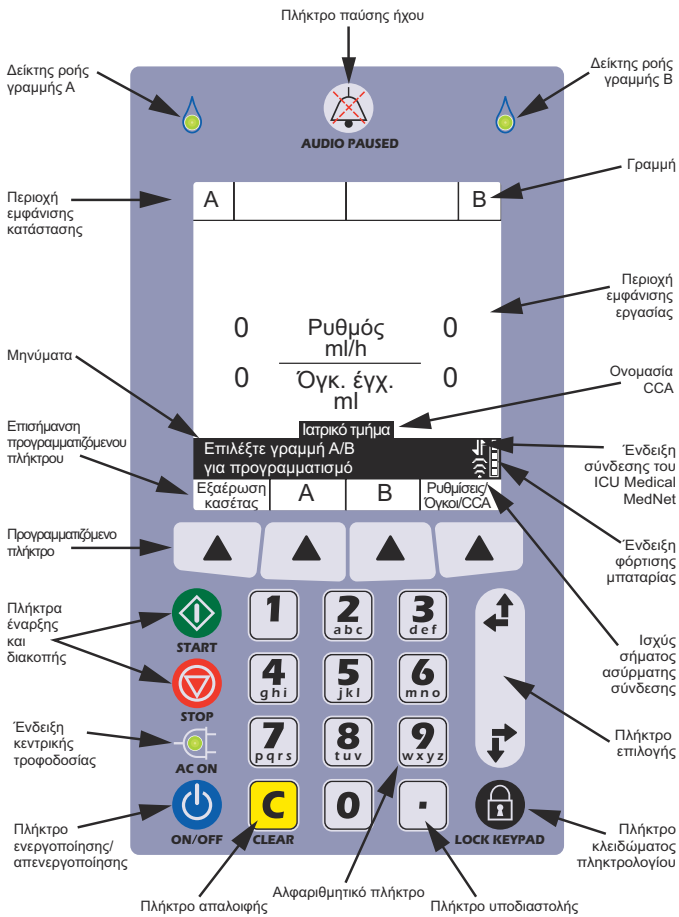 Πλήκτρο παύσης ήχου
Δείκτης ροής
γραμμής A
Δείκτης ροής
γραμμής B
AUDIO PAUSED
Γραμμή
Περιοχή
εμφάνισης
κατάστασης
A
B
Περιοχή
εμφάνισης
εργασίας
0 Ρυθμός 0
ml/h
0 Όγκ. έγχ. 0
ml
Μηνύματα
Ονομασία
CCA
Ιατρικό τμήμα
Επιλέξτε γραμμή A/B
για προγραμματισμό
Επισήμανση
προγραμματιζόμενου
πλήκτρου
Ένδειξη
σύνδεσης του
ICU Medical
MedNet
Εξαέρωση
κασέτας
A
B
Ρυθμίσεις/
Όγκοι/CCA
Προγραμματιζόμενο
πλήκτρο
Ένδειξη
φόρτισης
μπαταρίας
Πλήκτρα
έναρξης
και
διακοπής
START
1
2
abc
3
def
Ισχύς
σήματος
ασύρματης
σύνδεσης
STOP
4
ghi
5
jkl
6
mno
Ένδειξη
κεντρικής
τροφοδοσίας
AC ON
7
pqrs
8
tuv
9
wxyz
Πλήκτρο
επιλογής
Πλήκτρο
ενεργοποίησης/
απενεργοποίησης
ON/OFF
C
CLEAR
0
.
LOCK KEYPAD
Πλήκτρο
κλειδώματος
πληκτρολογίου
Πλήκτρο απαλοιφής
Αλφαριθμητικό πλήκτρο
Πλήκτρο υποδιαστολής